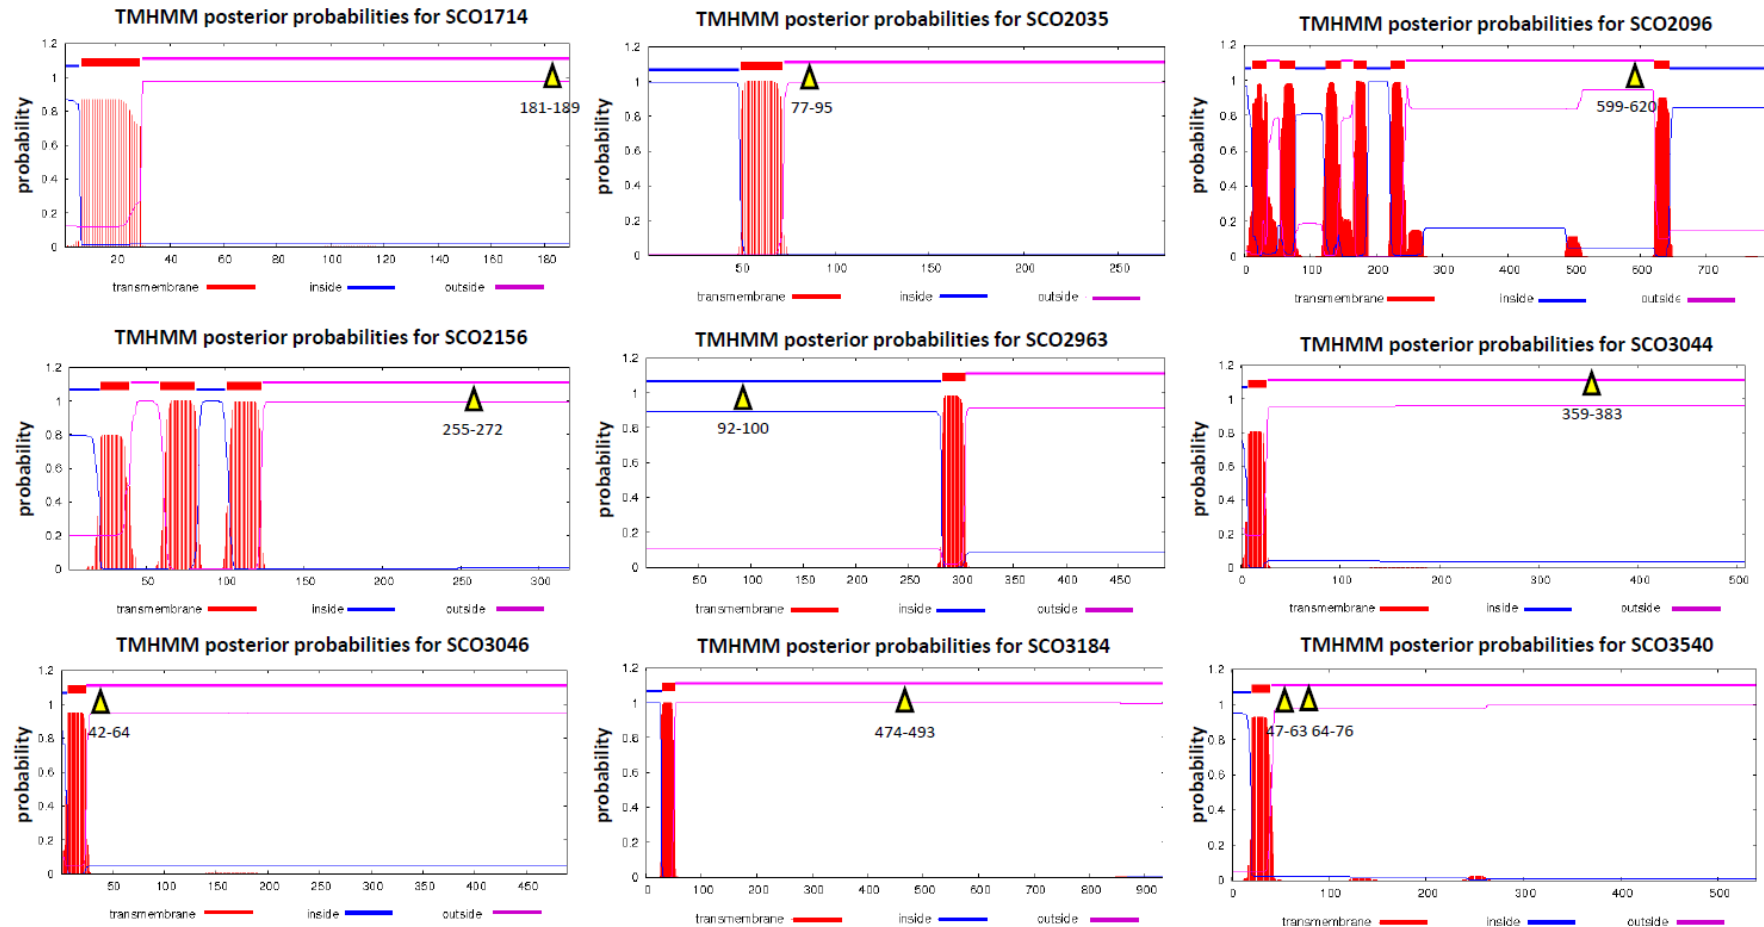 TMHMM posterior probabilities for SCO1714
1.2
1
0.8
0.6
0.4
0.2
0
probability
181-189
20 40 60 80 100 120 140 160 180
transmembrane inside outside
TMHMM posterior probabilities for SCO2035
1.2
1
0.8
0.6
0.4
0.2
0
probability
77-95
50 100 150 200 250
transmembrane inside outside
TMHMM posterior probabilities for SCO2096
1.2
1
0.8
0.6
0.4
0.2
0
probability
599-620
0 100 200 300 400 500 600 700
transmembrane inside outside
TMHMM posterior probabilities for SCO2156
1.2
1
0.8
0.6
0.4
0.2
0
probability
255-272
50 100 150 200 250 300
transmembrane inside outside
TMHMM posterior probabilities for SCO2963
1.2
1
0.8
0.6
0.4
0.2
0
probability
92-100
50 100 150 200 250 300 350 400 450
transmembrane inside outside
TMHMM posterior probabilities for SCO3044
1.2
1
0.8
0.6
0.4
0.2
0
probability
359-383
0 100 200 300 400 500
transmembrane inside outside
TMHMM posterior probabilities for SCO3046
1.2
1
0.8
0.6
0.4
0.2
0
probability
42-64
50 100 150 200 250 300 350 400 450
transmembrane inside outside
TMHMM posterior probabilities for SCO3184
1.2
1
0.8
0.6
0.4
0.2
0
probability
474-493
0 100 200 300 400 500 600 700 800 900
transmembrane inside outside
TMHMM posterior probabilities for SCO3540
1.2
1
0.8
0.6
0.4
0.2
0
probability
47-63 64-76
0 100 200 300 400 500
transmembrane inside outside